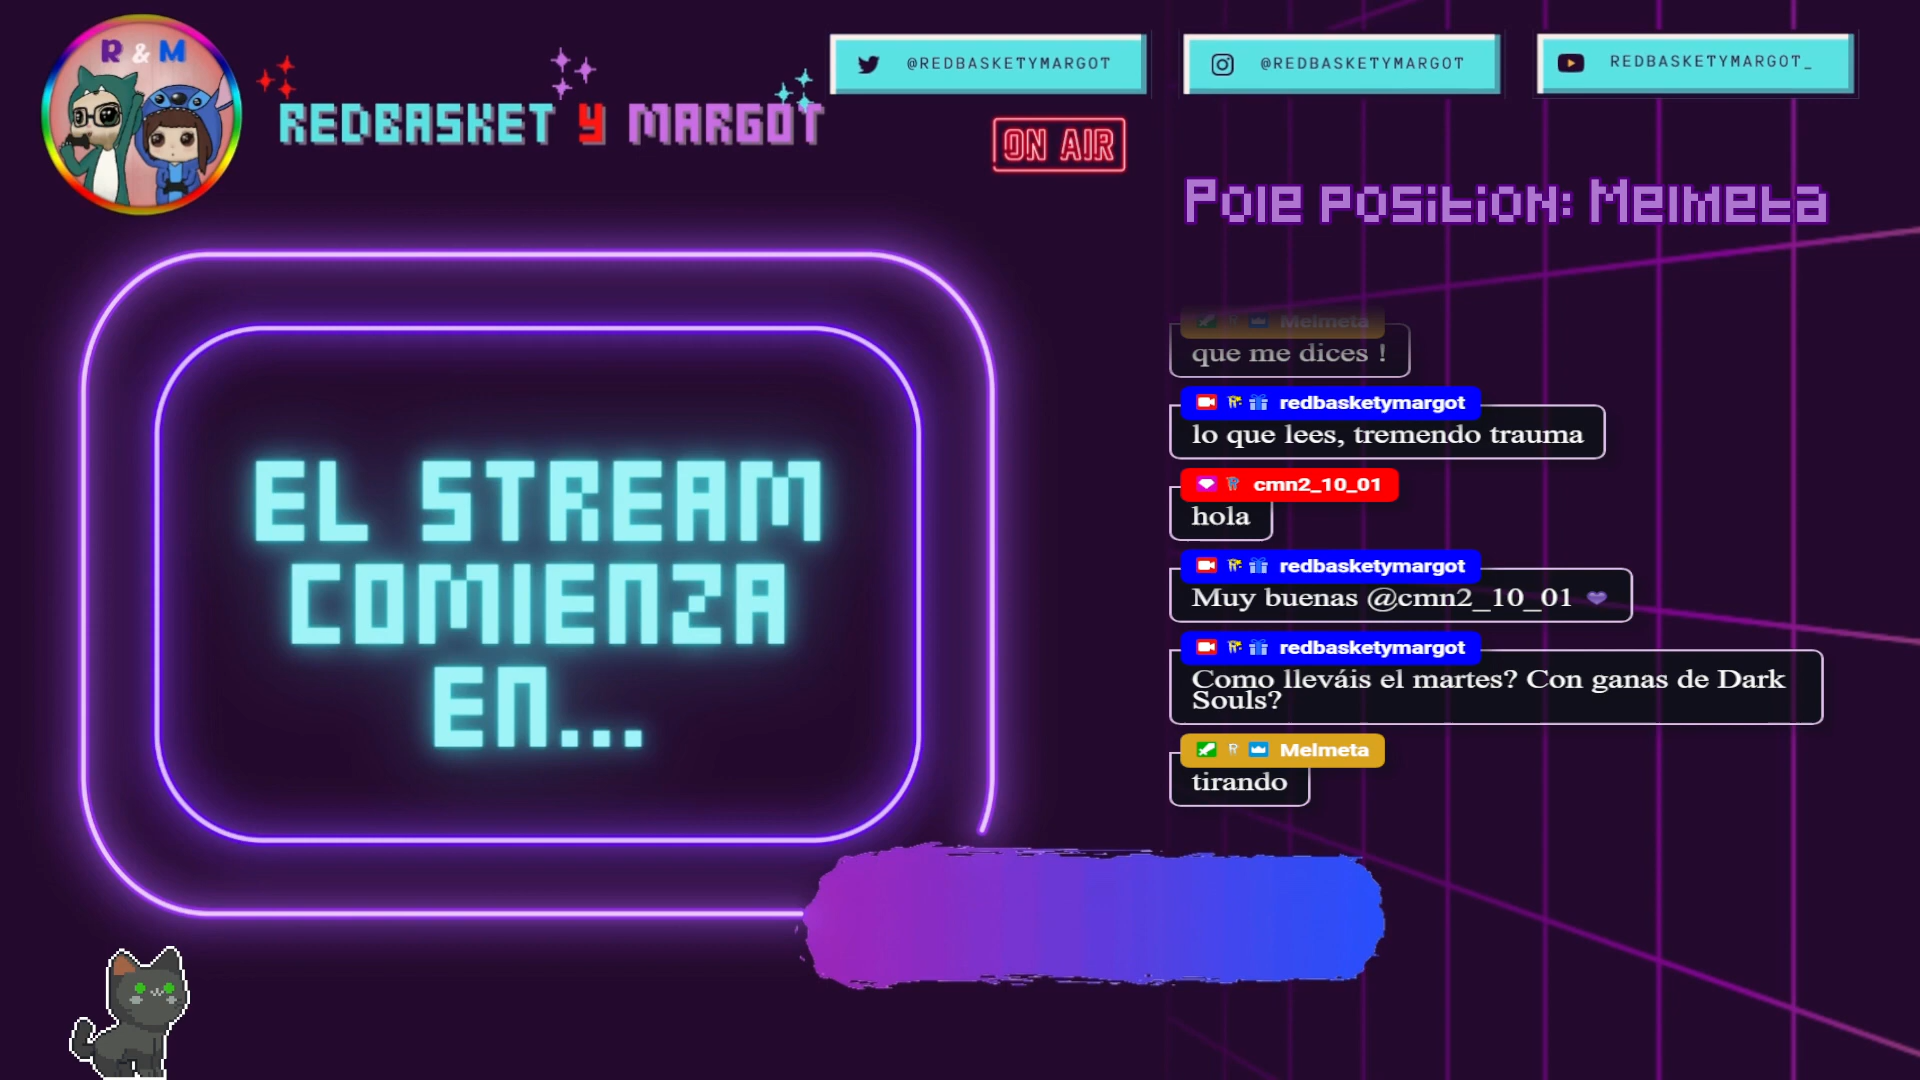 R & M
REDBASKET Y MARGOT
@REDBASKETYMARGOT
@REDBASKETYMARGOT
REDBASKETYMARGOT_
ON AIR
Pole position: Melmeta
EL STREAM
COMIENZA
EN...
Melmeta
que me dices !
redbasketymargot
lo que lees, tremendo trauma
cmn2_10_01
hola
redbasketymargot
Muy buenas @cmn2_10_01
redbasketymargot
Como lleváis el martes? Con ganas de Dark
Souls?
Melmeta
tirando